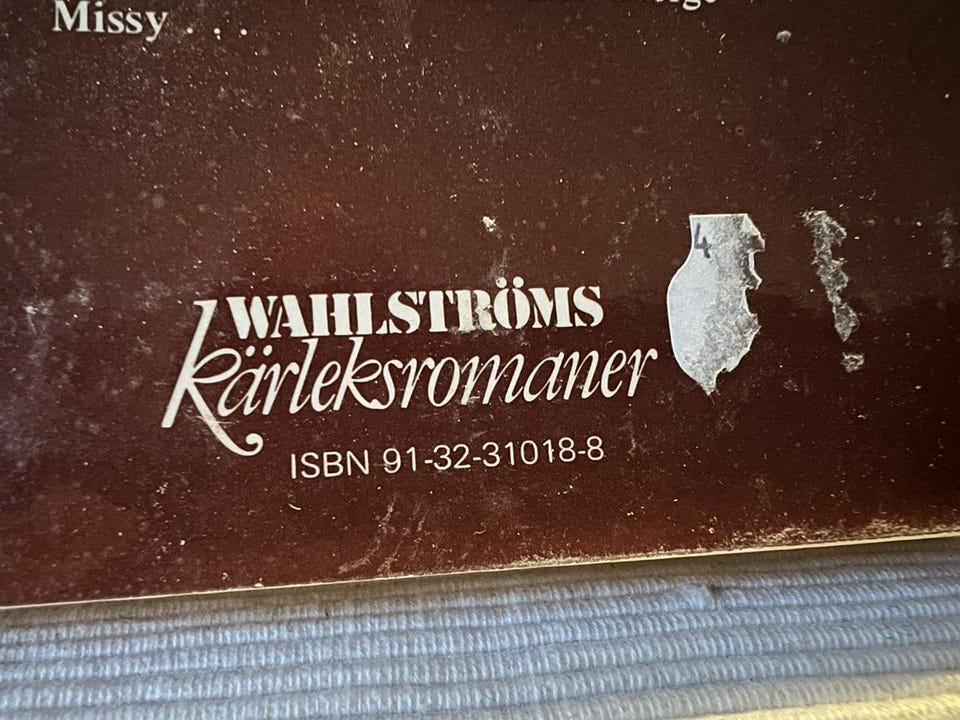 Missy . . .
WAHLSTRÖMS
kärleksromaner
ISBN 91-32-31018-8
4